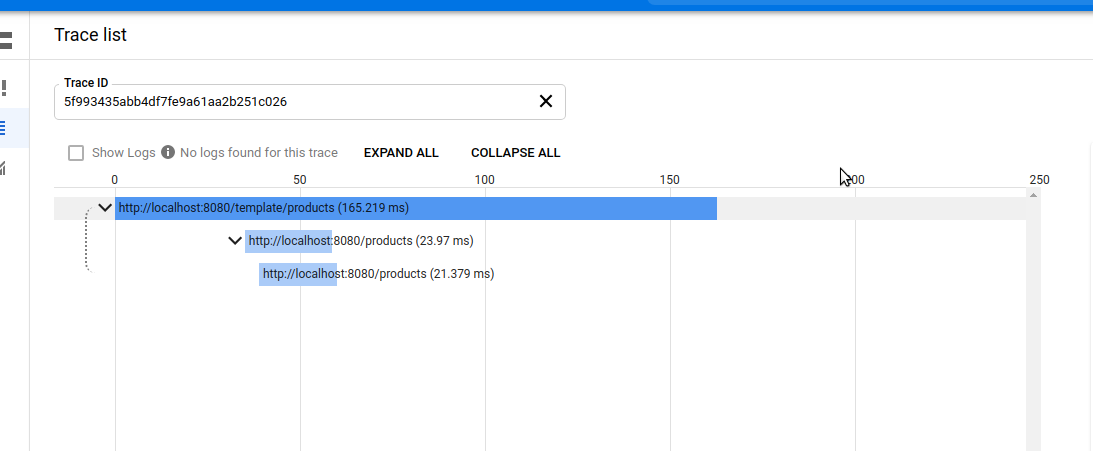 Trace list
Trace ID
5f993435abb4df7fe9a61aa2b251c026
Show Logs No logs found for this trace EXPAND ALL COLLAPSE ALL
0 50 100 150 00 250
http://localhost:8080/template/products (165.219 ms)
http://localhost:8080/products (23.97 ms)
http://localhost:8080/products (21.379 ms)